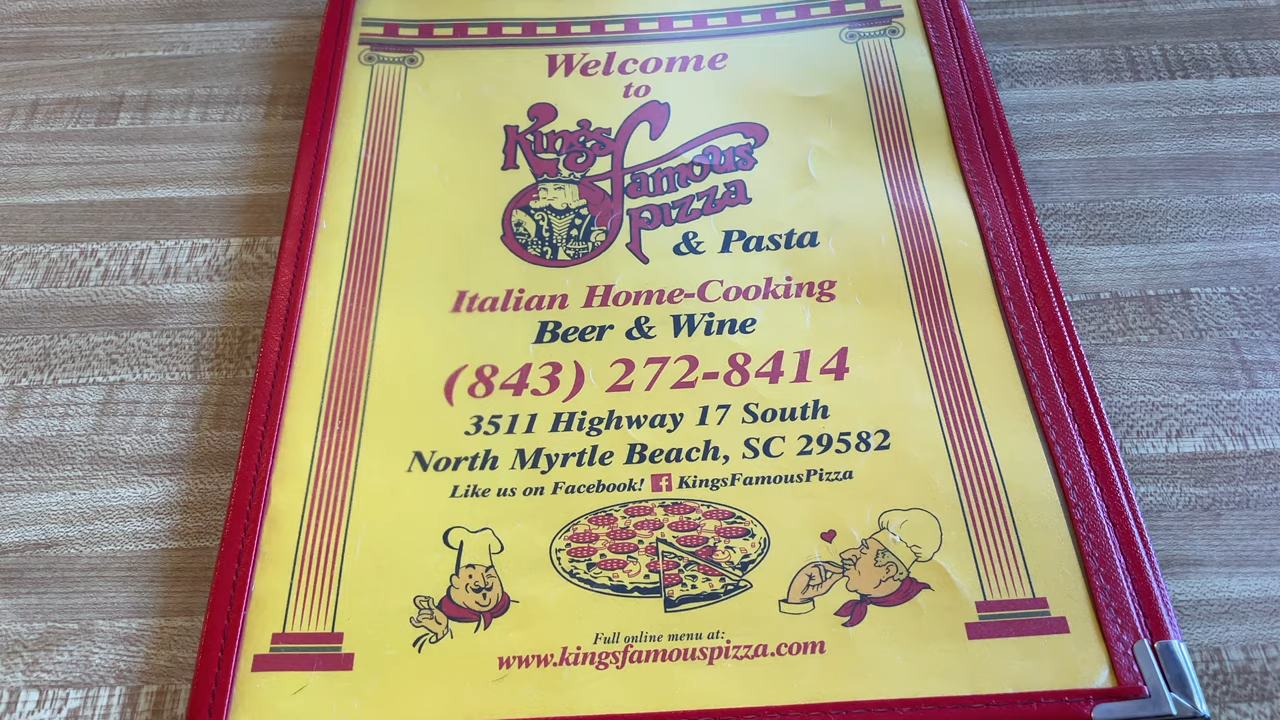 Welcome
to
King's
Famous
Pizza
& Pasta
Italian Home-Cooking
Beer & Wine
(843) 272-8414
3511 Highway 17 South
North Myrtle Beach, SC 29582
Like us on Facebook! f KingsFamousPizza
Full online menu at:
www.kingsfamouspizza.com